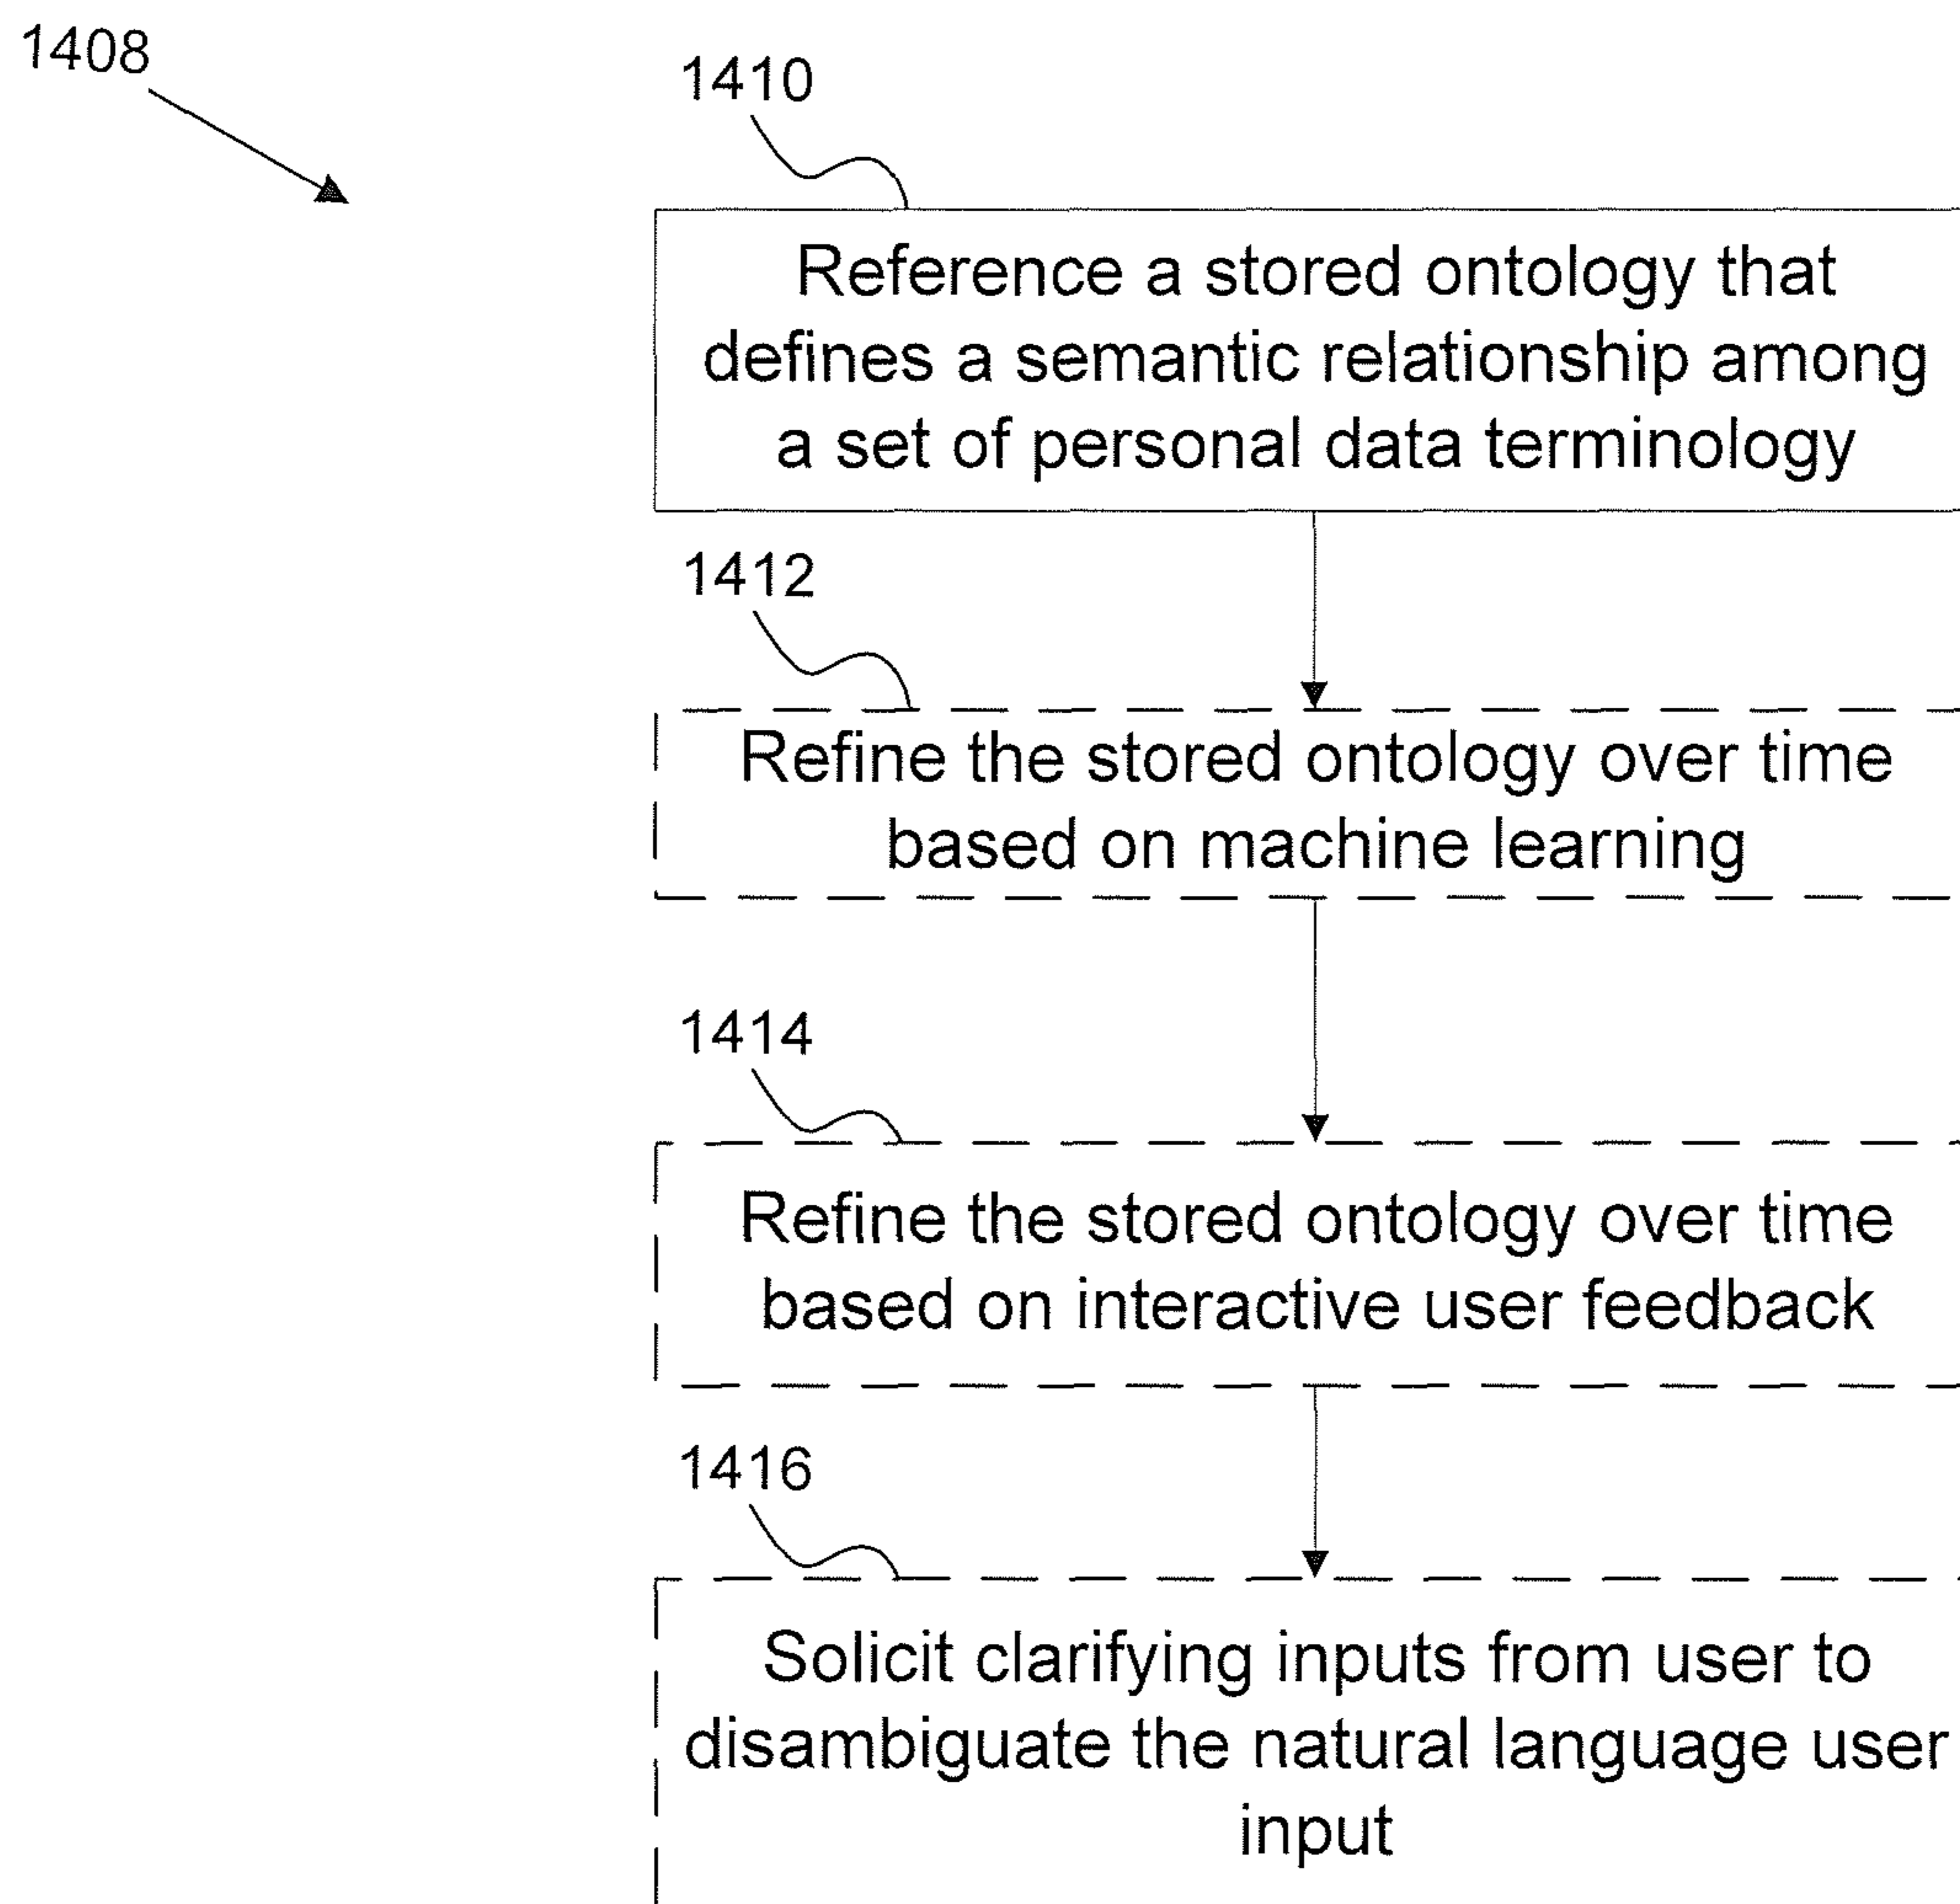 1408
1410
Reference a stored ontology that
defines a semantic relationship among
a set of personal data terminology
1412
Refine the stored ontology over time
based on machine learning
1414
Refine the stored ontology over time
based on interactive user feedback
1416
Solicit clarifying inputs from user to
disambiguate the natural language user
input